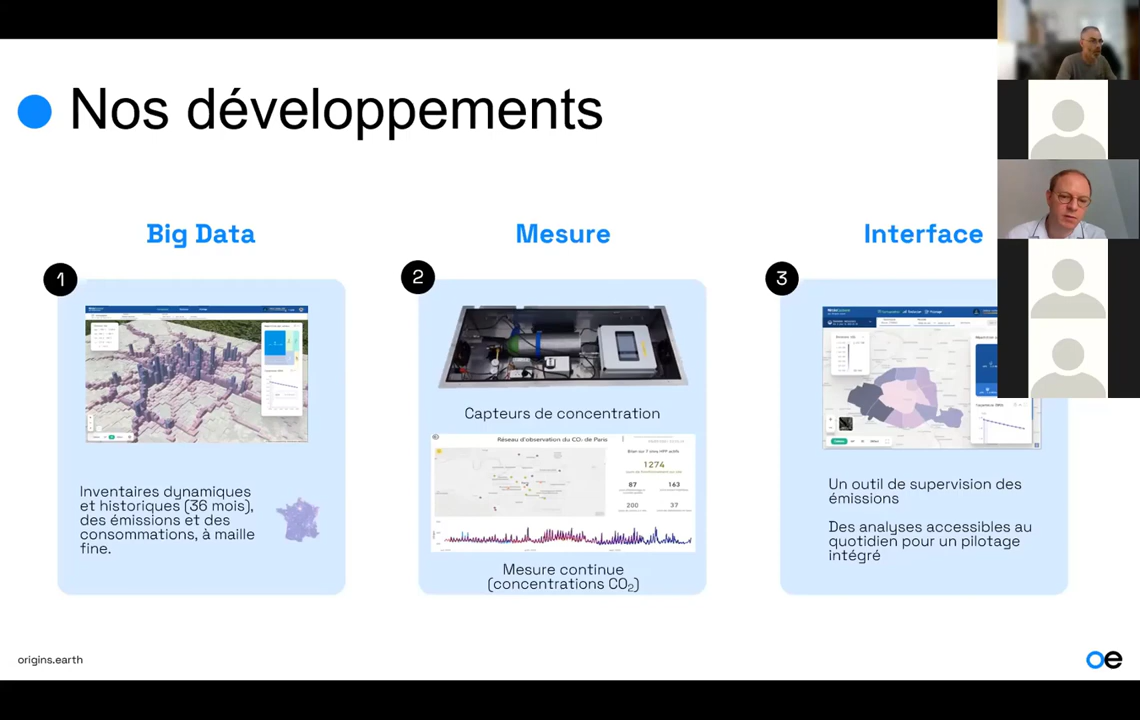 Nos développements
Big Data
1
Inventaires dynamiques
et historiques (36 mois),
des émissions et des
consommations, à maille
fine.
Mesure
2
Capteurs de concentration
Réseau d'observation du CO₂ de Paris
1274
87
163
200
37
Mesure continue
(concentrations CO₂)
Interface
3
Un outil de supervision des
émissions
Des analyses accessibles au
quotidien pour un pilotage
intégré
origins.earth
oe